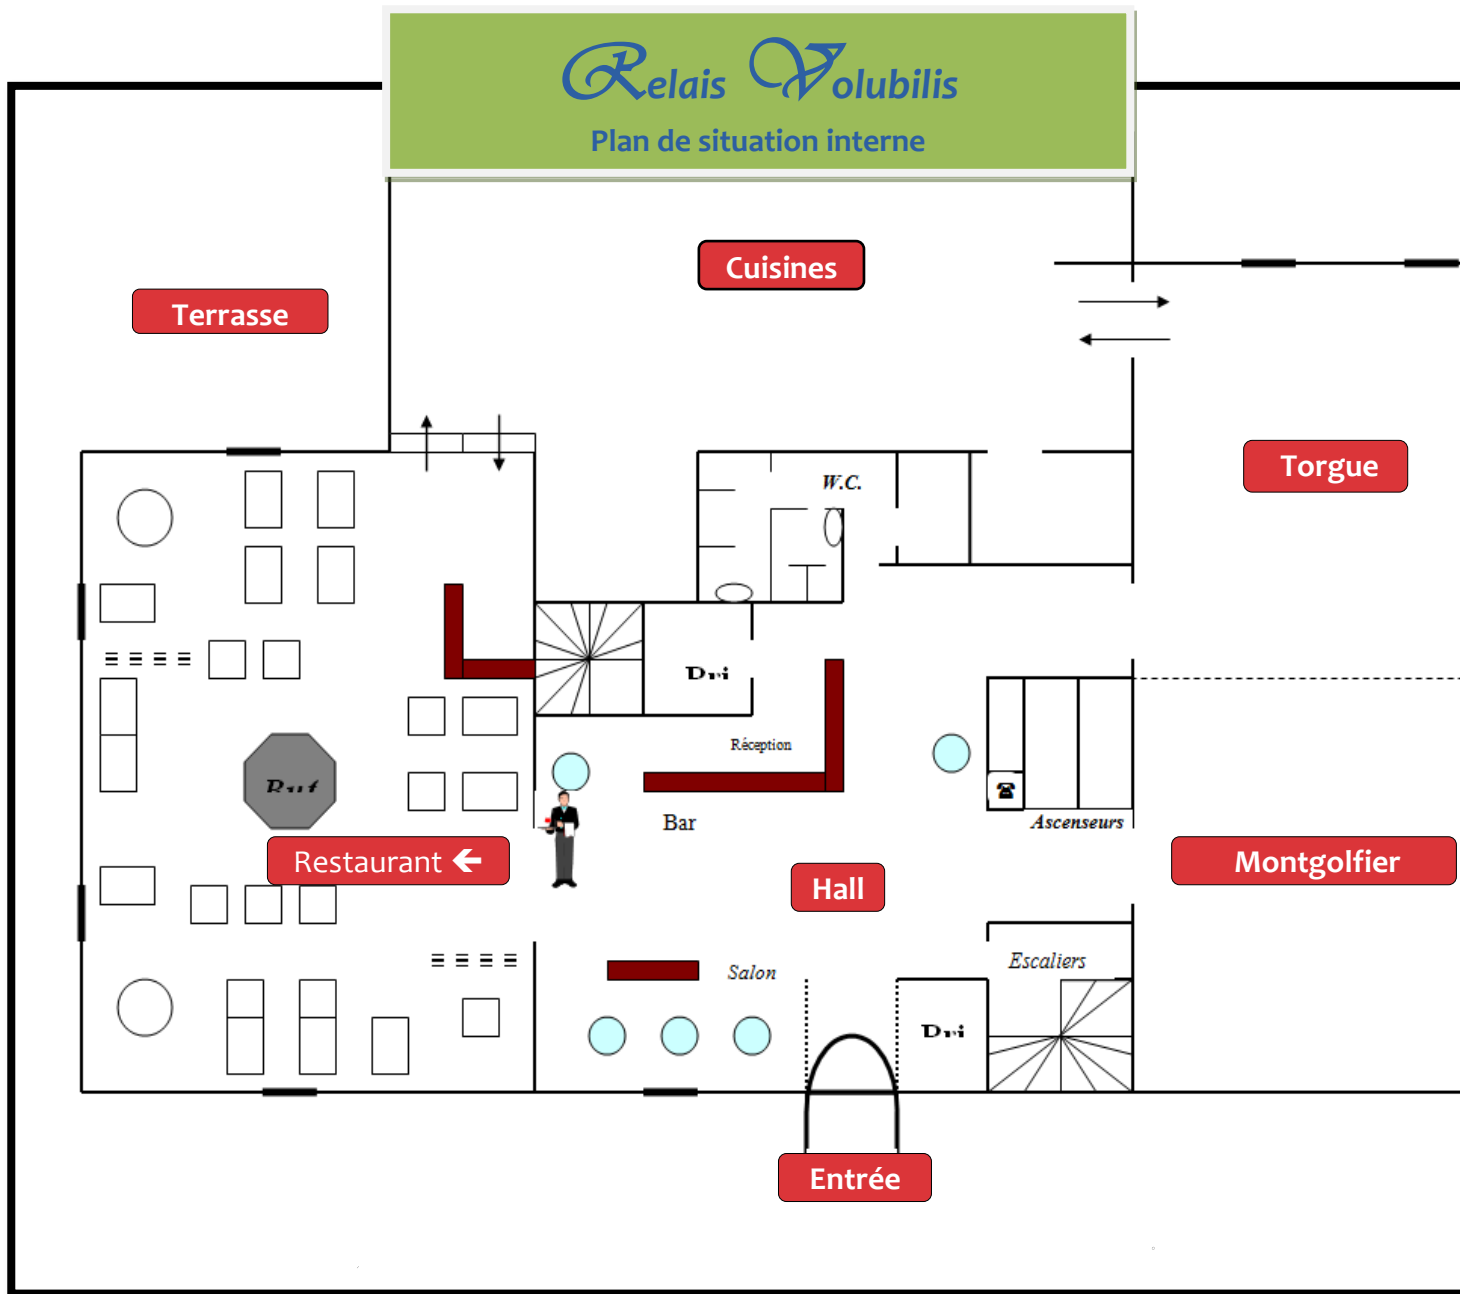 Relais Volubilis
Plan de situation interne
Cuisines
Terrasse
Torgue
W.C.
Réception
Bar
Ascenseurs
Restaurant ←
Hall
Montgolfier
Salon
Escaliers
Entrée